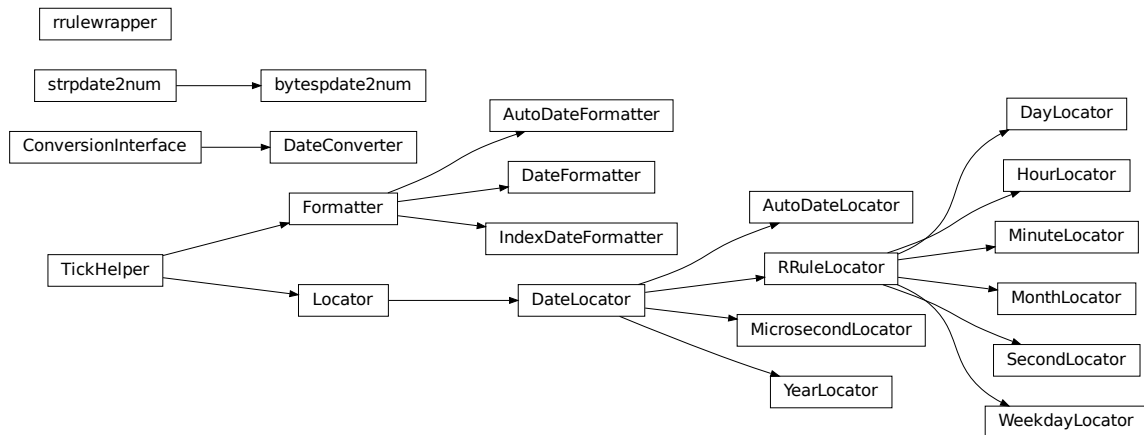 rrulewrapper
strpdate2num
bytespdate2num
ConversionInterface
DateConverter
TickHelper
Formatter
Locator
AutoDateFormatter
DateFormatter
IndexDateFormatter
DateLocator
AutoDateLocator
RRuleLocator
MicrosecondLocator
YearLocator
DayLocator
HourLocator
MinuteLocator
MonthLocator
SecondLocator
WeekdayLocator